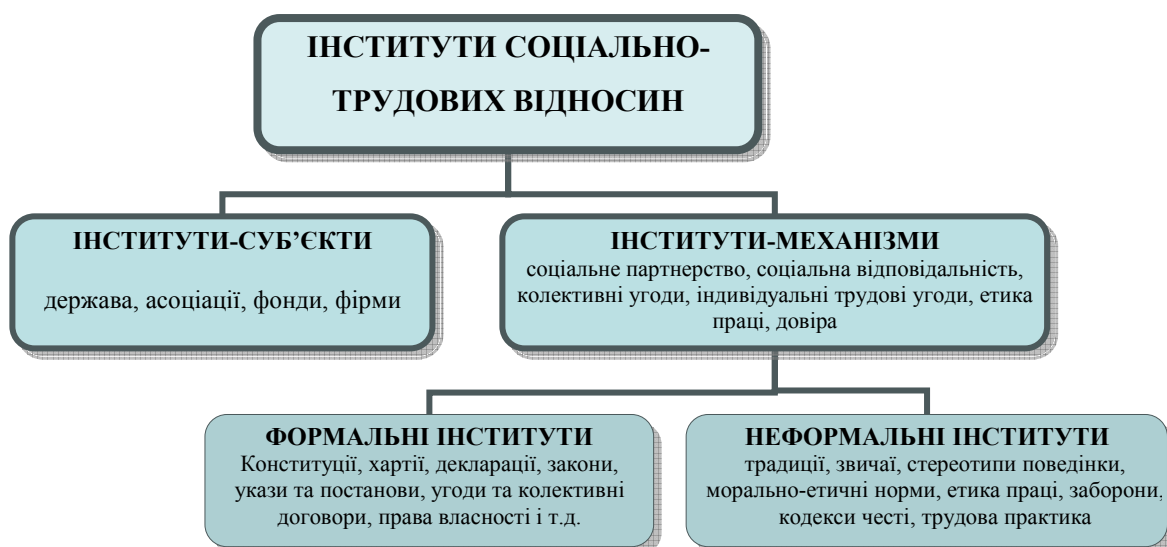 ІНСТИТУТИ СОЦІАЛЬНО-
ТРУДОВИХ ВІДНОСИН
ІНСТИТУТИ-СУБ’ЄКТИ
держава, асоціації, фонди, фірми
ІНСТИТУТИ-МЕХАНІЗМИ
соціальне партнерство, соціальна відповідальність,
колективні угоди, індивідуальні трудові угоди, етика
праці, довіра
ФОРМАЛЬНІ ІНСТИТУТИ
Конституції, хартії, декларації, закони,
укази та постанови, угоди та колективні
договори, права власності і т.д.
НЕФОРМАЛЬНІ ІНСТИТУТИ
традиції, звичаї, стереотипи поведінки,
морально-етичні норми, етика праці, заборони,
кодекси честі, трудова практика